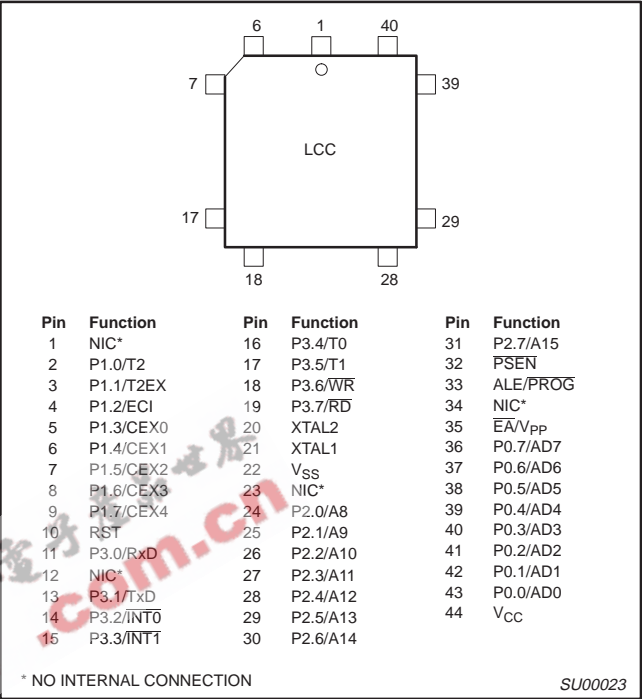 6 1 40
7 39
LCC
17 29
18 28
Pin Function Pin Function Pin Function
1 NIC* 16 P3.4/T0 31 P2.7/A15
2 P1.0/T2 17 P3.5/T1 32 PSEN
3 P1.1/T2EX 18 P3.6/WR 33 ALE/PROG
4 P1.2/ECI 19 P3.7/RD 34 NIC*
5 P1.3/CEX0 20 XTAL2 35 EA/VPP
6 P1.4/CEX1 21 XTAL1 36 P0.7/AD7
7 P1.5/CEX2 22 VSS 37 P0.6/AD6
8 P1.6/CEX3 23 NIC* 38 P0.5/AD5
9 P1.7/CEX4 24 P2.0/A8 39 P0.4/AD4
10 RST 25 P2.1/A9 40 P0.3/AD3
11 P3.0/RxD 26 P2.2/A10 41 P0.2/AD2
12 NIC* 27 P2.3/A11 42 P0.1/AD1
13 P3.1/TxD 28 P2.4/A12 43 P0.0/AD0
14 P3.2/INT0 29 P2.5/A13 44 VCC
15 P3.3/INT1 30 P2.6/A14
* NO INTERNAL CONNECTION
SU00023
.com.cn